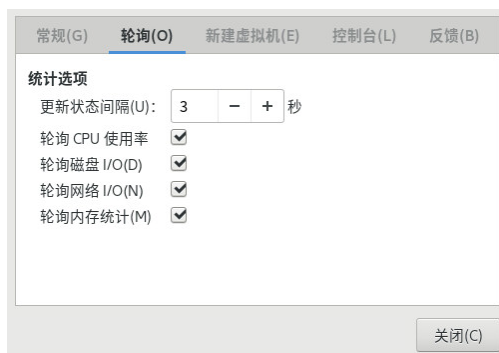 常规(G) 轮询(O) 新建虚拟机(E) 控制台(L) 反馈(B)
统计选项
更新状态间隔(U): 3 − + 秒
轮询 CPU 使用率
轮询磁盘 I/O(D)
轮询网络 I/O(N)
轮询内存统计(M)
关闭(C)